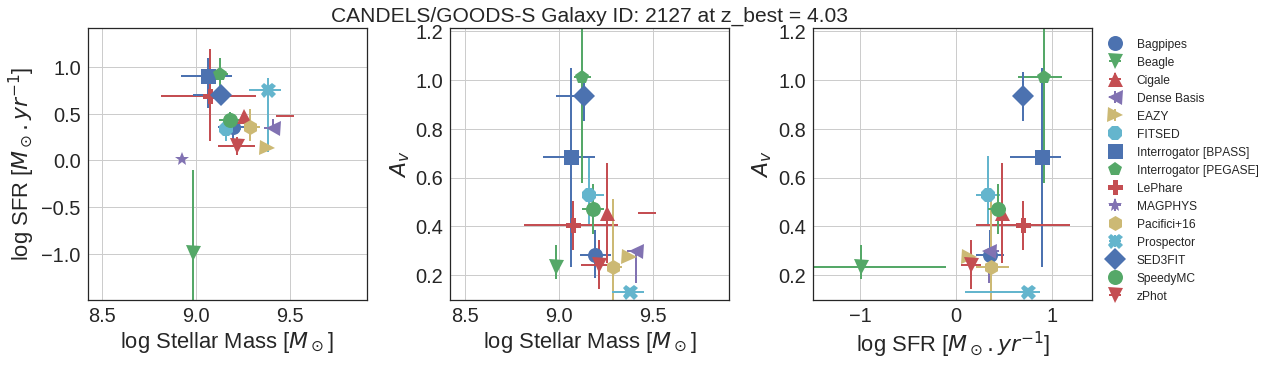 CANDELS/GOODS-S Galaxy ID: 2127 at z_best = 4.03
log SFR [M⊙. yr⁻¹]
1.0
0.5
0.0
−0.5
−1.0
8.5 9.0 9.5
log Stellar Mass [M⊙]
A_V
1.2
1.0
0.8
0.6
0.4
0.2
8.5 9.0 9.5
log Stellar Mass [M⊙]
A_V
1.2
1.0
0.8
0.6
0.4
0.2
−1 0 1
log SFR [M⊙. yr⁻¹]
Bagpipes
Beagle
Cigale
Dense Basis
EAZY
FITSED
Interrogator [BPASS]
Interrogator [PEGASE]
LePhare
MAGPHYS
Pacifici+16
Prospector
SED3FIT
SpeedyMC
zPhot